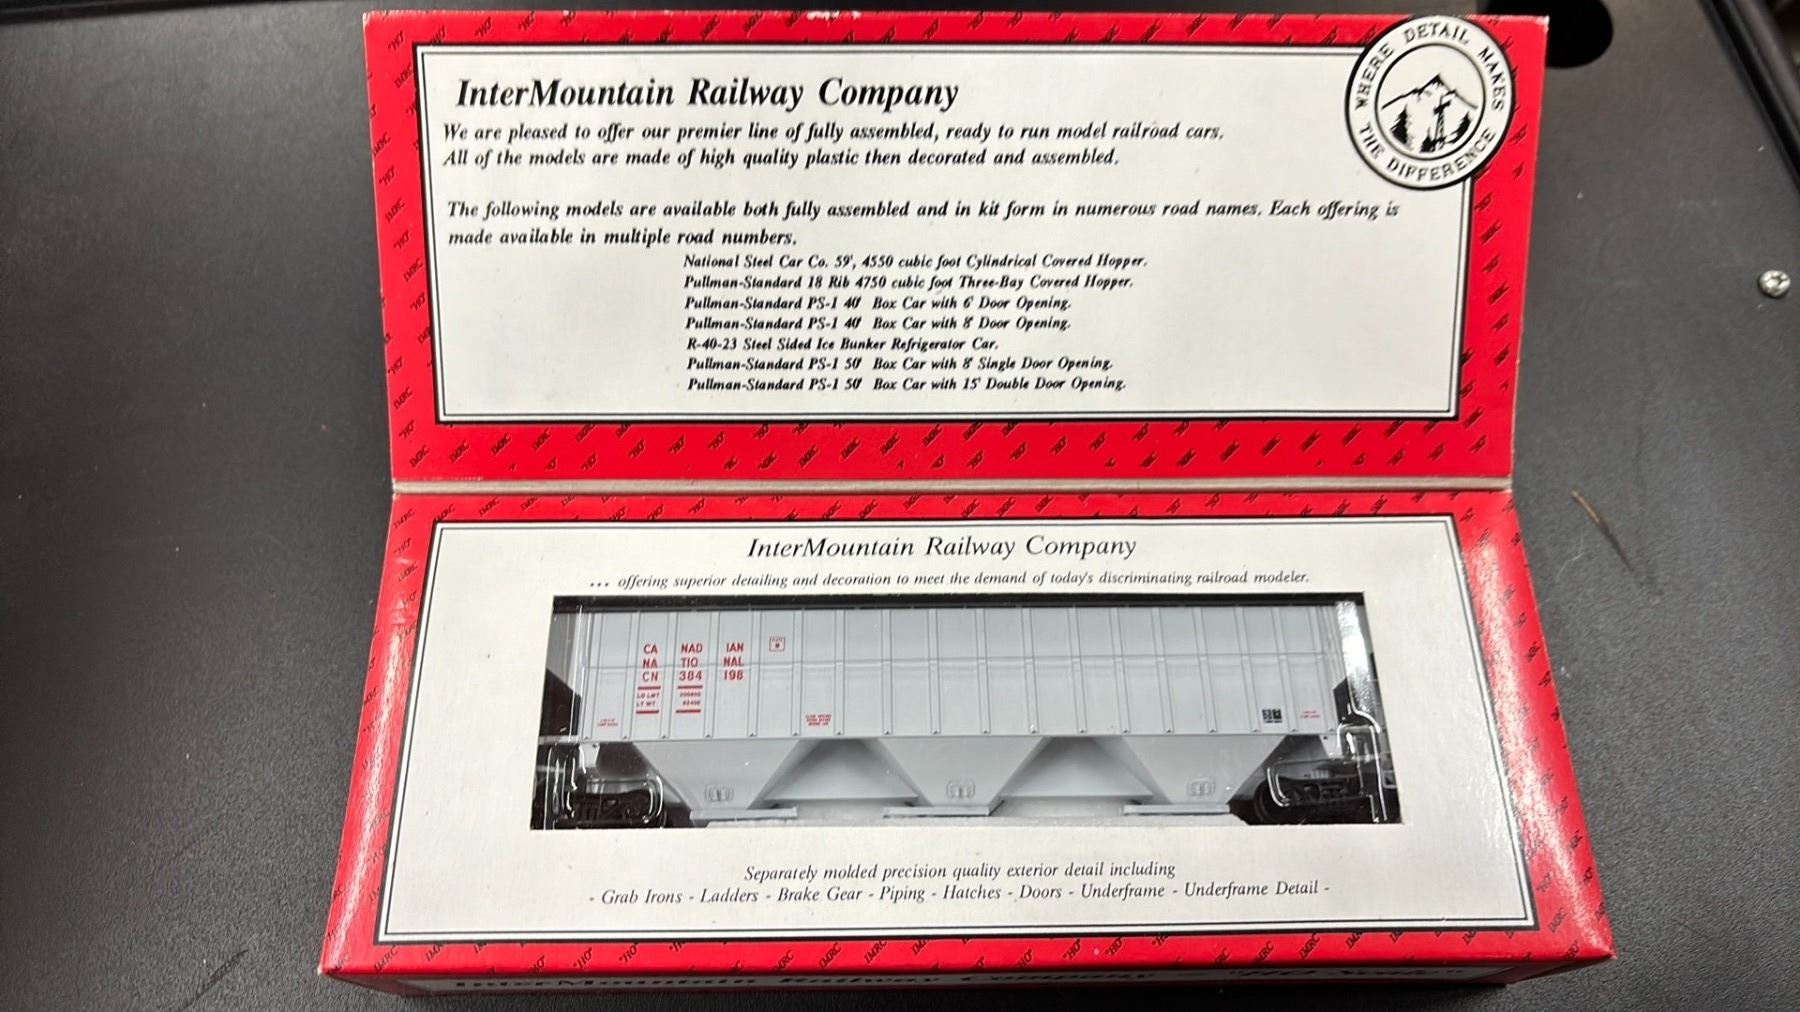 InterMountain Railway Company
WHERE DETAIL MAKES THE DIFFERENCE
We are pleased to offer our premier line of fully assembled, ready to run model railroad cars.
All of the models are made of high quality plastic then decorated and assembled.
The following models are available both fully assembled and in kit form in numerous road names. Each offering is
made available in multiple road numbers.
National Steel Car Co. 59', 4550 cubic foot Cylindrical Covered Hopper.
Pullman-Standard 18 Rib 4750 cubic foot Three-Bay Covered Hopper.
Pullman-Standard PS-1 40' Box Car with 6' Door Opening.
Pullman-Standard PS-1 40' Box Car with 8' Door Opening.
R-40-23 Steel Sided Ice Bunker Refrigerator Car.
Pullman-Standard PS-1 50' Box Car with 8' Single Door Opening.
Pullman-Standard PS-1 50' Box Car with 15' Double Door Opening.
InterMountain Railway Company
... offering superior detailing and decoration to meet the demand of today's discriminating railroad modeler.
CA NAD IAN
NA TIO NAL
CN 384 198
LD LMT
LT WT
Separately molded precision quality exterior detail including
- Grab Irons - Ladders - Brake Gear - Piping - Hatches - Doors - Underframe - Underframe Detail -
InterMountain Railway Company "HO Scale"